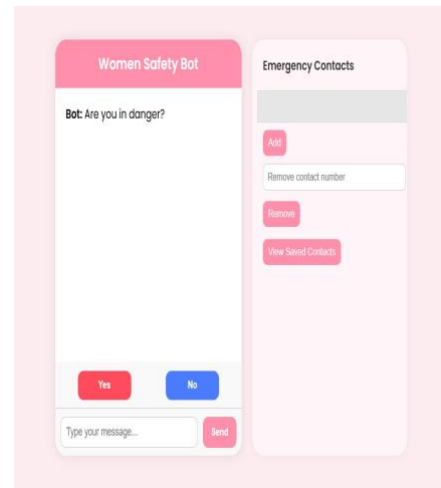 Women Safety Bot
Bot: Are you in danger?
Yes
No
Type your message...
Send
Emergency Contacts
Add
Remove contact number
Remove
View Saved Contacts